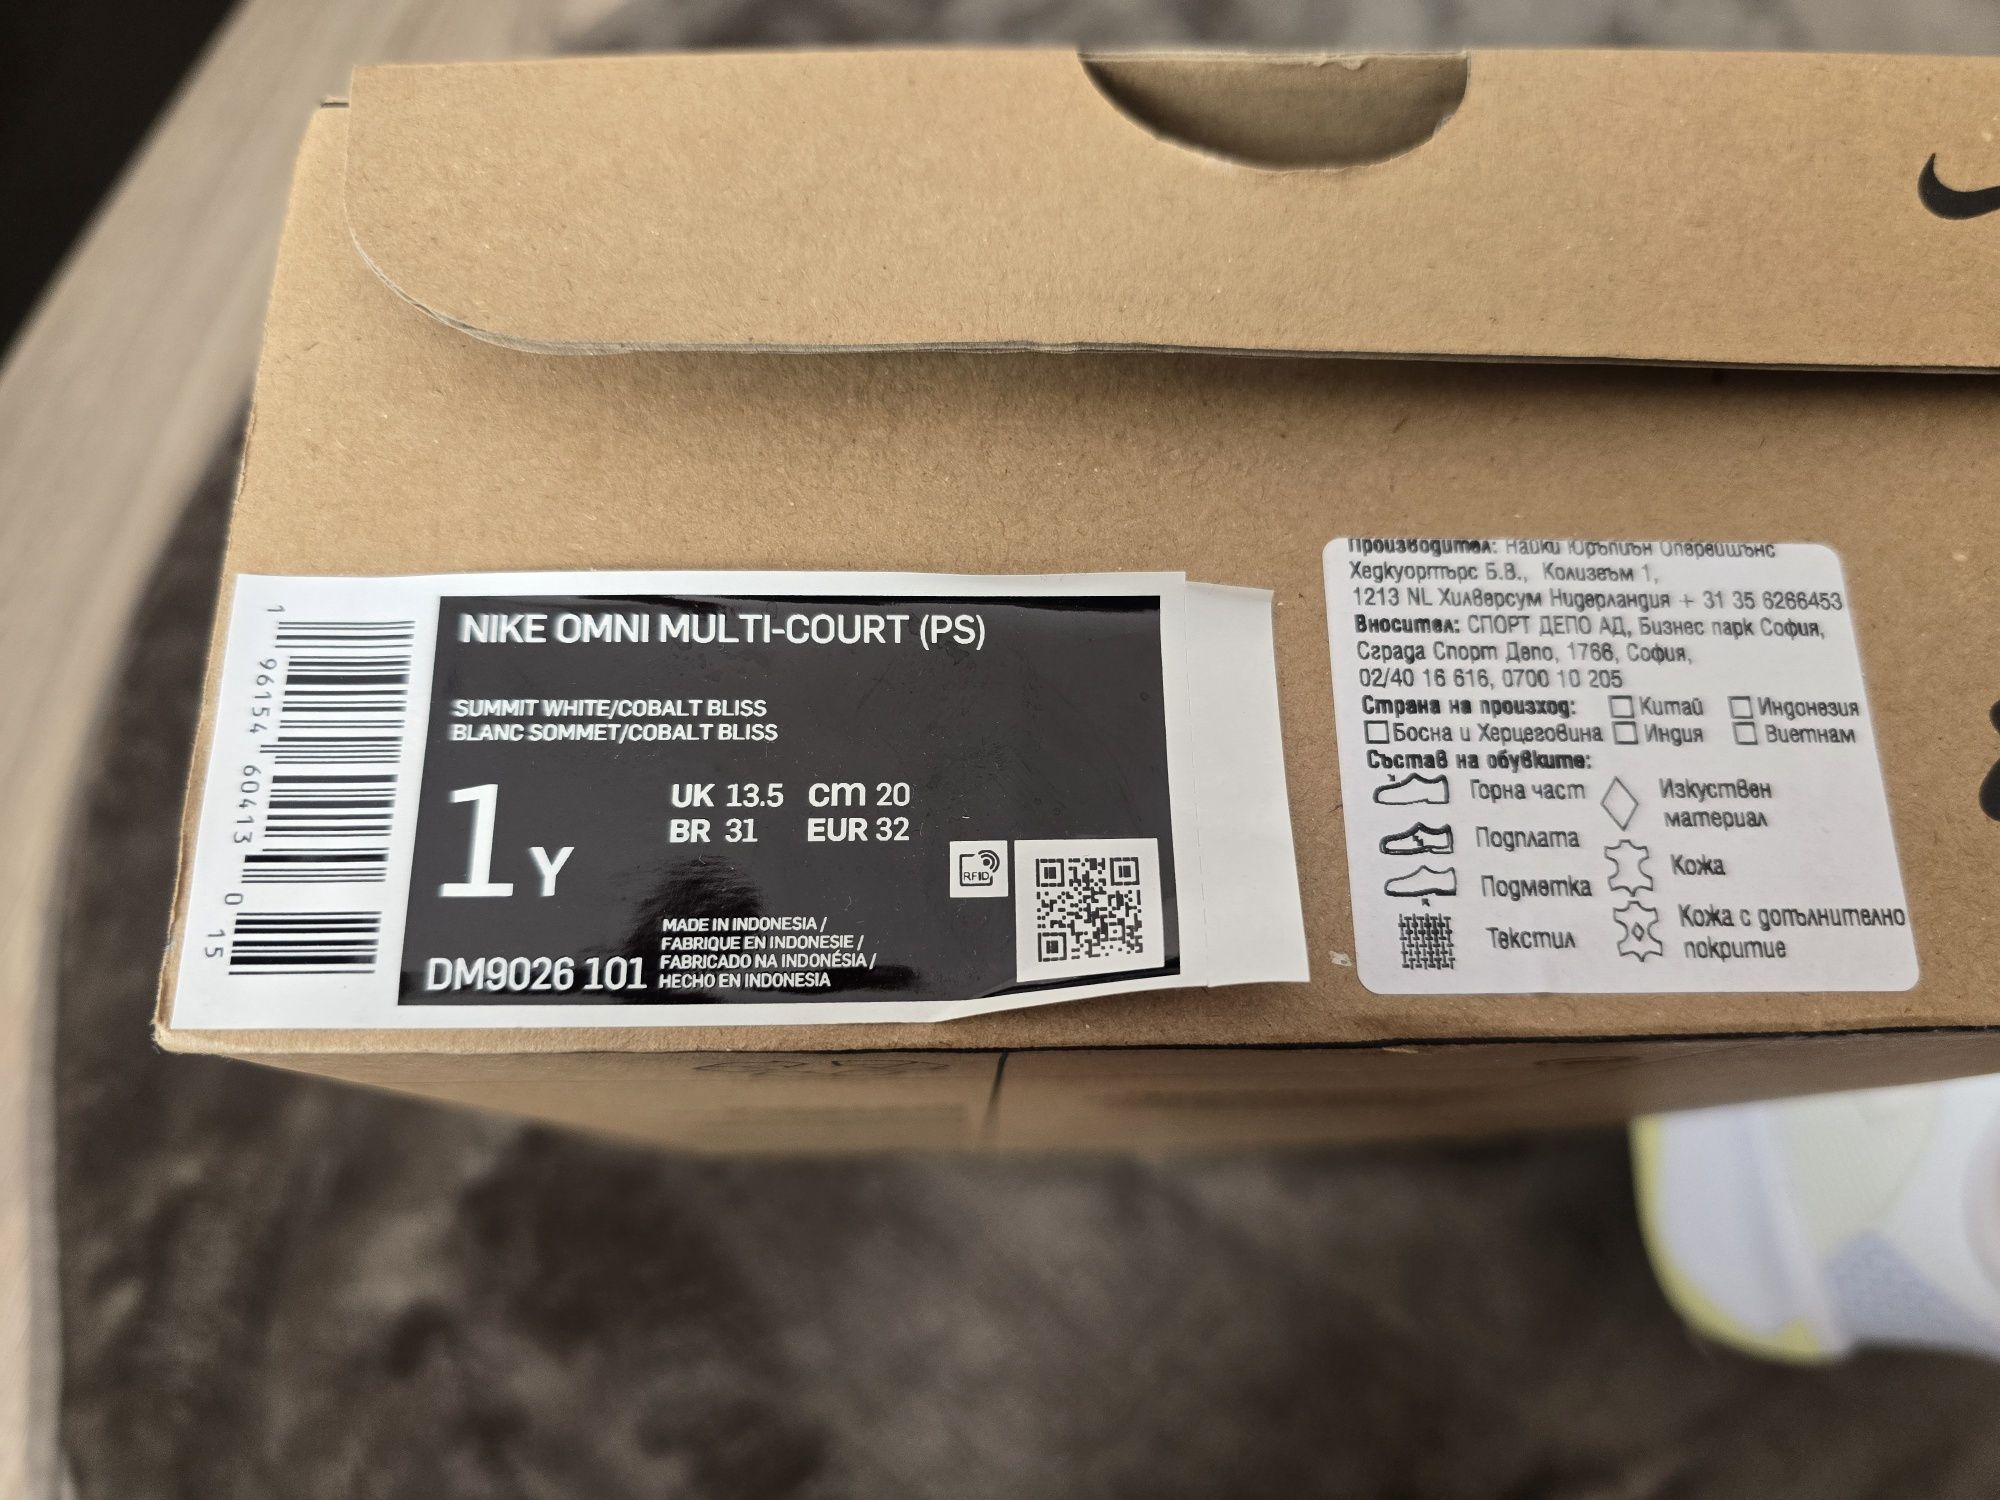 NIKE OMNI MULTI-COURT (PS)
SUMMIT WHITE/COBALT BLISS
BLANC SOMMET/COBALT BLISS
1Y
UK 13.5 cm 20
BR 31 EUR 32
RFID
DM9026 101
MADE IN INDONESIA /
FABRIQUE EN INDONESIE /
FABRICADO NA INDONÉSIA /
HECHO EN INDONESIA
1 96154 60413 0 15
Производител: Найки Юръпиън Оперейшънс
Хедкуортърс Б.В., Колизеъм 1,
1213 NL Хилверсум Нидерландия + 31 35 6266453
Вносител: СПОРТ ДЕПО АД, Бизнес парк София,
Сграда Спорт Депо, 1766, София,
02/40 16 616, 0700 10 205
Страна на произход: Китай Индонезия
Босна и Херцеговина Индия Виетнам
Състав на обувките:
Горна част
Подплата
Подметка
Текстил
Изкуствен
материал
Кожа
Кожа с допълнително
покритие